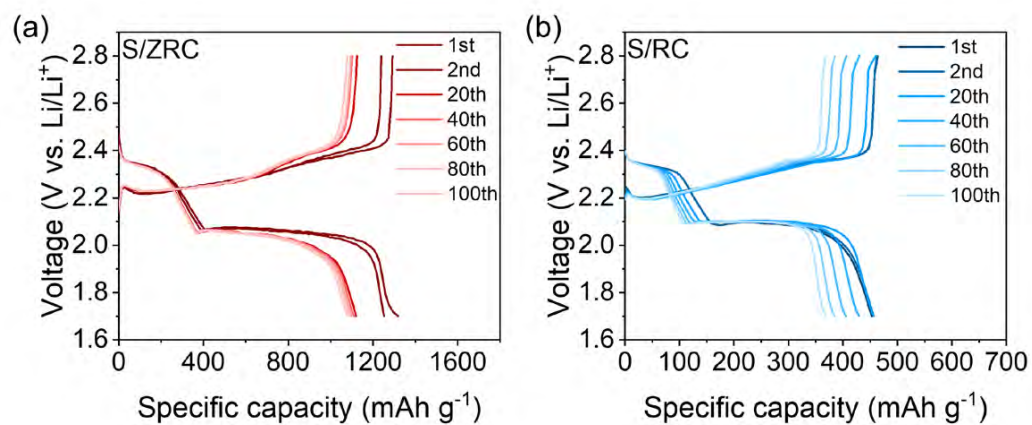 (a)
S/ZRC
1st
2nd
20th
40th
60th
80th
100th
2.8
2.6
2.4
2.2
2.0
1.8
1.6
Voltage (V vs. Li/Li⁺)
0 400 800 1200 1600
Specific capacity (mAh g⁻¹)
(b)
S/RC
1st
2nd
20th
40th
60th
80th
100th
2.8
2.6
2.4
2.2
2.0
1.8
1.6
Voltage (V vs. Li/Li⁺)
0 100 200 300 400 500 600 700
Specific capacity (mAh g⁻¹)